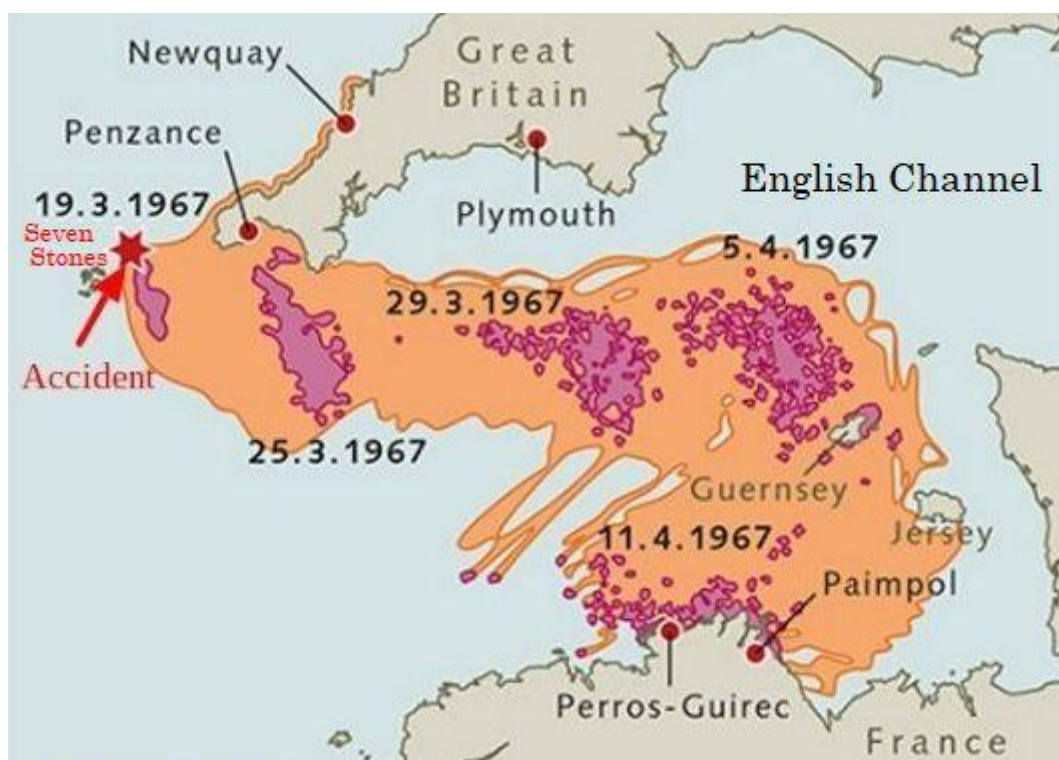 Newquay
Great
Britain
Penzance
English Channel
19.3.1967
Plymouth
Seven
Stones
5.4.1967
29.3.1967
Accident
25.3.1967
Guernsey
11.4.1967
Jersey
Paimpol
Perros-Guirec
France